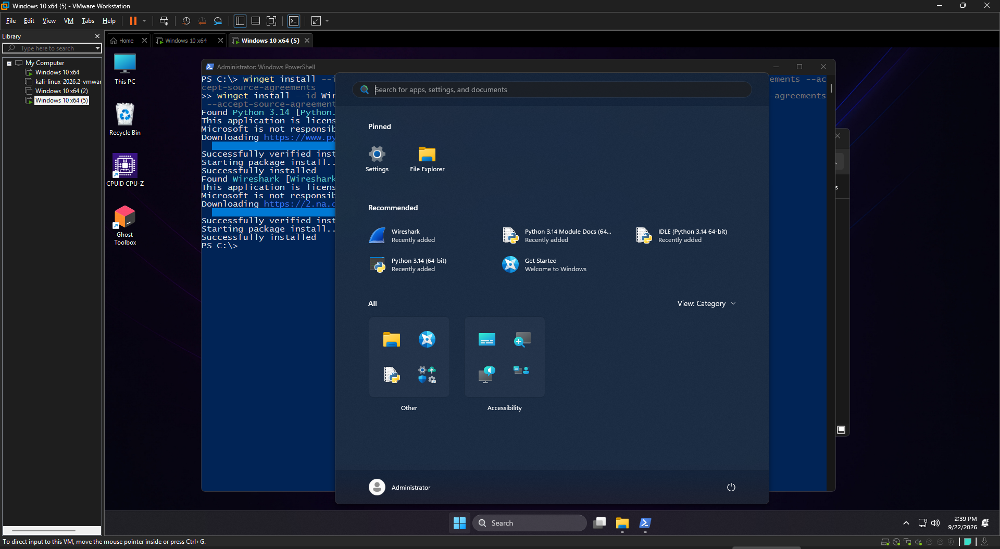 Windows 10 x64 (5) - VMware Workstation
File Edit View VM Tabs Help
Library
Type here to search
My Computer
Windows 10 x64
kali-linux-2026.2-vmwar
Windows 10 x64 (2)
Windows 10 x64 (5)
Home
Windows 10 x64
Windows 10 x64 (5)
This PC
Recycle Bin
CPUID CPU-Z
Ghost
Toolbox
Administrator: Windows PowerShell
PS C:\> winget install --i
ements --ac
cept-source-agreements
>> winget install --id Wir
-agreements
--accept-source-agreement
Found Python 3.14 [Python.
This application is licens
Microsoft is not responsib
Downloading https://www.py
Successfully verified inst
Starting package install..
Successfully installed
Found Wireshark [Wireshark
This application is licens
Microsoft is not responsib
Downloading https://2.na.d
Successfully verified inst
Starting package install..
Successfully installed
PS C:\>
s
Search for apps, settings, and documents
Pinned
Settings
File Explorer
Recommended
Wireshark
Recently added
Python 3.14 Module Docs (64...
Recently added
IDLE (Python 3.14 64-bit)
Recently added
Python 3.14 (64-bit)
Recently added
Get Started
Welcome to Windows
All
View: Category
Other
Accessibility
Administrator
Search
2:39 PM
9/22/2026
To direct input to this VM, move the mouse pointer inside or press Ctrl+G.